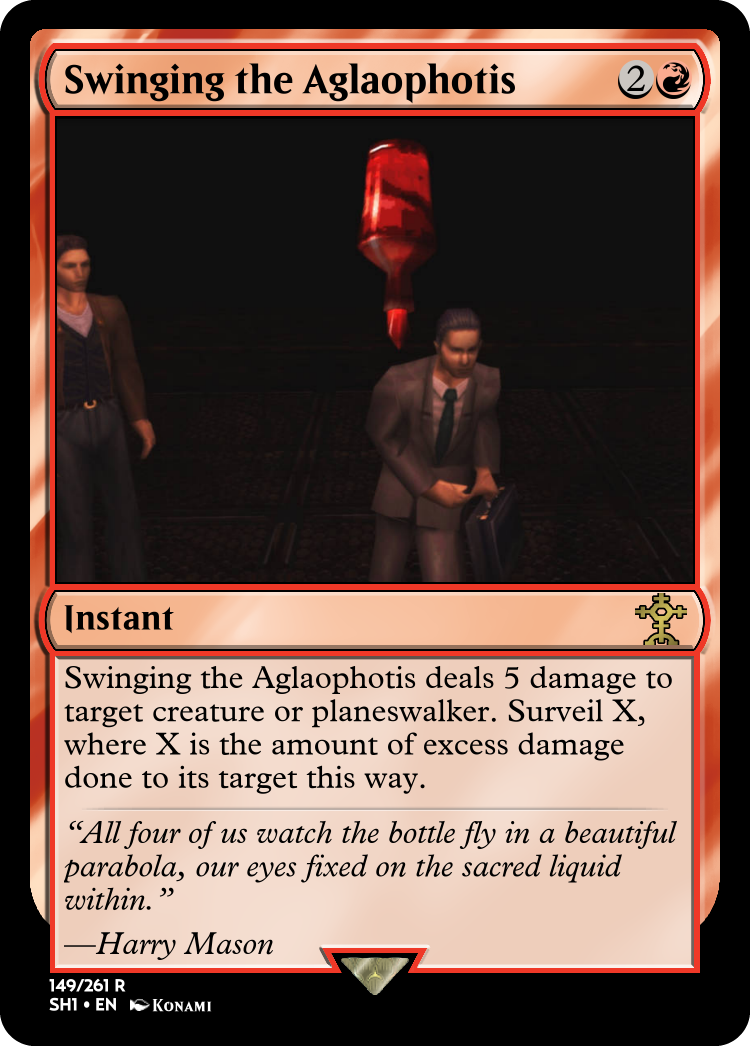 Swinging the Aglaophotis 2
Instant
Swinging the Aglaophotis deals 5 damage to
target creature or planeswalker. Surveil X,
where X is the amount of excess damage
done to its target this way.
“All four of us watch the bottle fly in a beautiful
parabola, our eyes fixed on the sacred liquid
within.”
—Harry Mason
149/261 R
SH1 • EN KONAMI